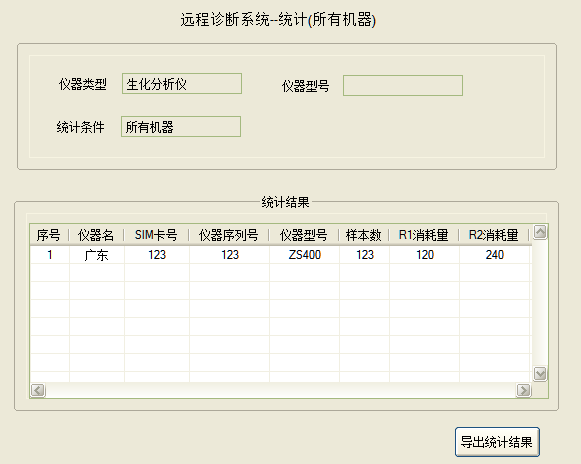 远程诊断系统--统计(所有机器)
仪器类型 生化分析仪 仪器型号
统计条件 所有机器
统计结果
序号 仪器名 SIM卡号 仪器序列号 仪器型号 样本数 R1消耗量 R2消耗量
1 广东 123 123 ZS400 123 120 240
导出统计结果